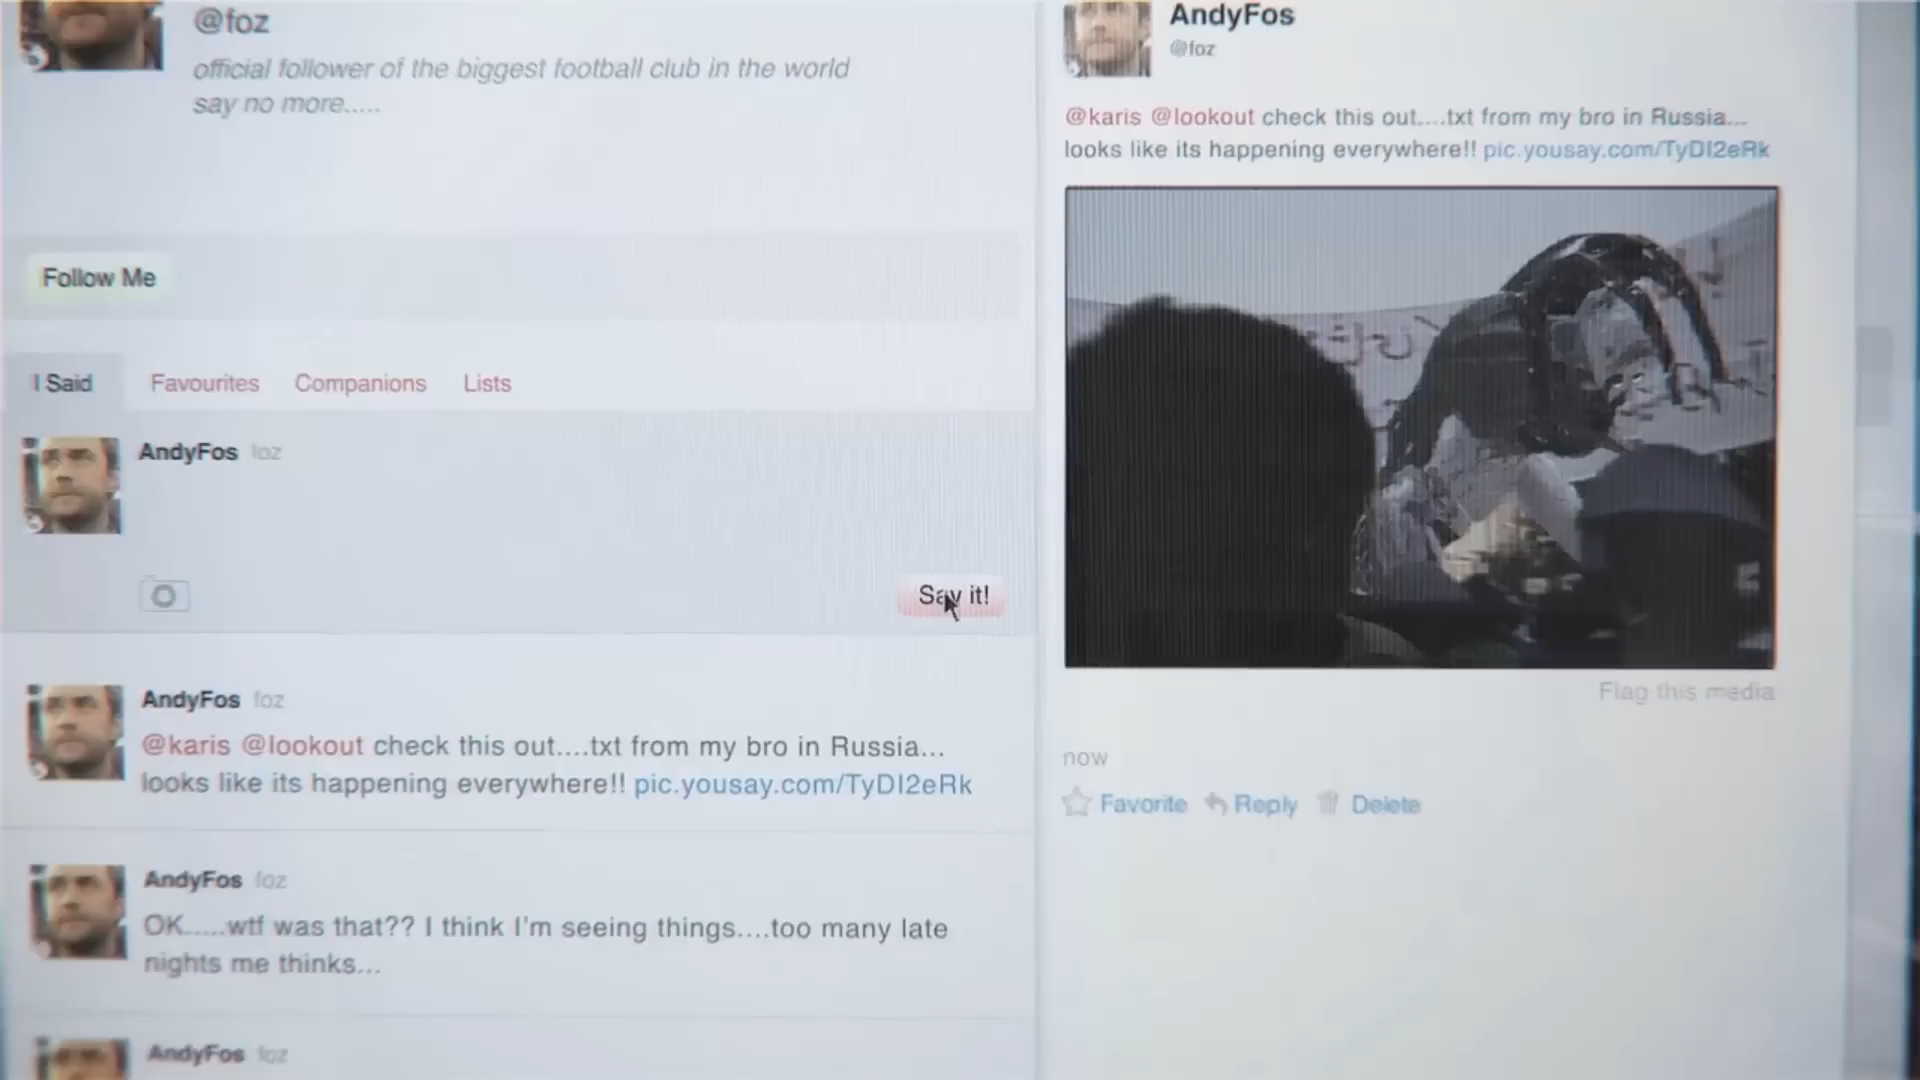 @foz
official follower of the biggest football club in the world
say no more.....
Follow Me
I Said
Favourites
Companions
Lists
AndyFos foz
Say it!
AndyFos foz
@karis @lookout check this out....txt from my bro in Russia...
looks like its happening everywhere!! pic.yousay.com/TyDI2eRk
AndyFos foz
OK.....wtf was that?? I think I'm seeing things....too many late
nights me thinks...
AndyFos foz
AndyFos
@foz
@karis @lookout check this out....txt from my bro in Russia...
looks like its happening everywhere!! pic.yousay.com/TyDI2eRk
Flag this media
now
Favorite
Reply
Delete